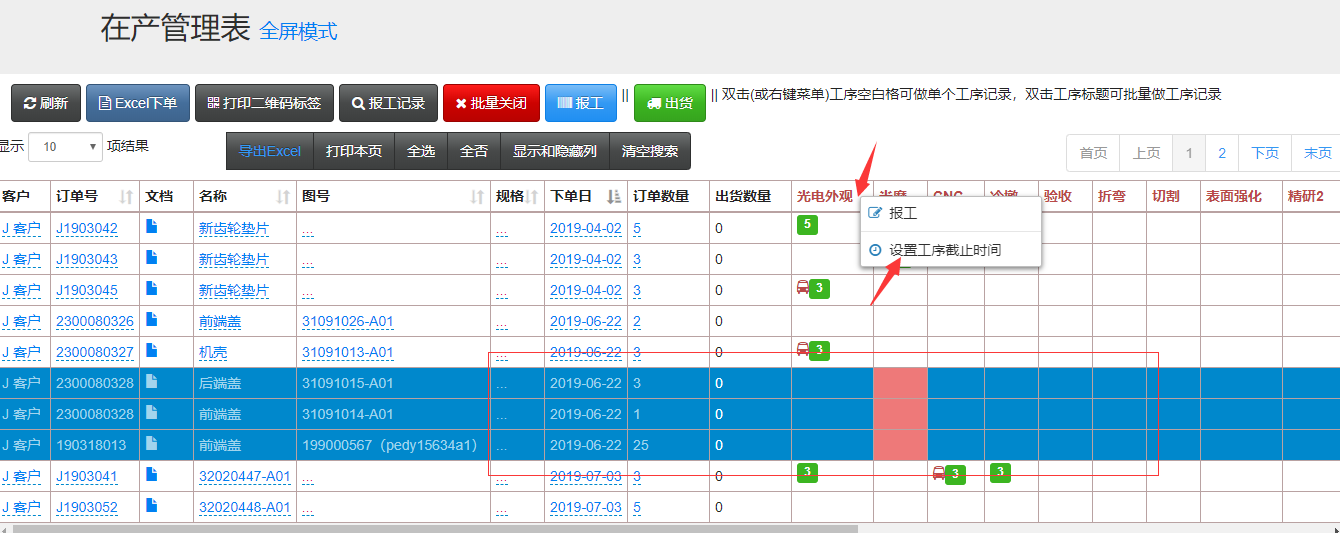 在产管理表 全屏模式
刷新 Excel下单 打印二维码标签 报工记录 批量关闭 报工 || 出货 || 双击(或右键菜单)工序空白格可做单个工序记录，双击工序标题可批量做工序记录
显示 10 项结果 导出Excel 打印本页 全选 全否 显示和隐藏列 清空搜索 首页 上页 1 2 下页 末页
客户 订单号 文档 名称 图号 规格 下单日 订单数量 出货数量 光电外观 CNC 冷墩 验收 折弯 切割 表面强化 精研2
报工
设置工序截止时间
J 客户 J1903042 新齿轮垫片 ... ... 2019-04-02 5 0 5
J 客户 J1903043 新齿轮垫片 ... ... 2019-04-02 3 0
J 客户 J1903045 新齿轮垫片 ... ... 2019-04-02 3 0 3
J 客户 2300080326 前端盖 31091026-A01 ... 2019-06-22 2 0
J 客户 2300080327 机壳 31091013-A01 ... 2019-06-22 3 0 3
J 客户 2300080328 后端盖 31091015-A01 ... 2019-06-22 3 0
J 客户 2300080328 前端盖 31091014-A01 ... 2019-06-22 1 0
J 客户 190318013 前端盖 199000567（pedy15634a1） ... 2019-06-22 25 0
J 客户 J1903041 32020447-A01 ... ... 2019-07-03 3 0 3 3 3
J 客户 J1903052 32020448-A01 ... ... 2019-07-03 5 0